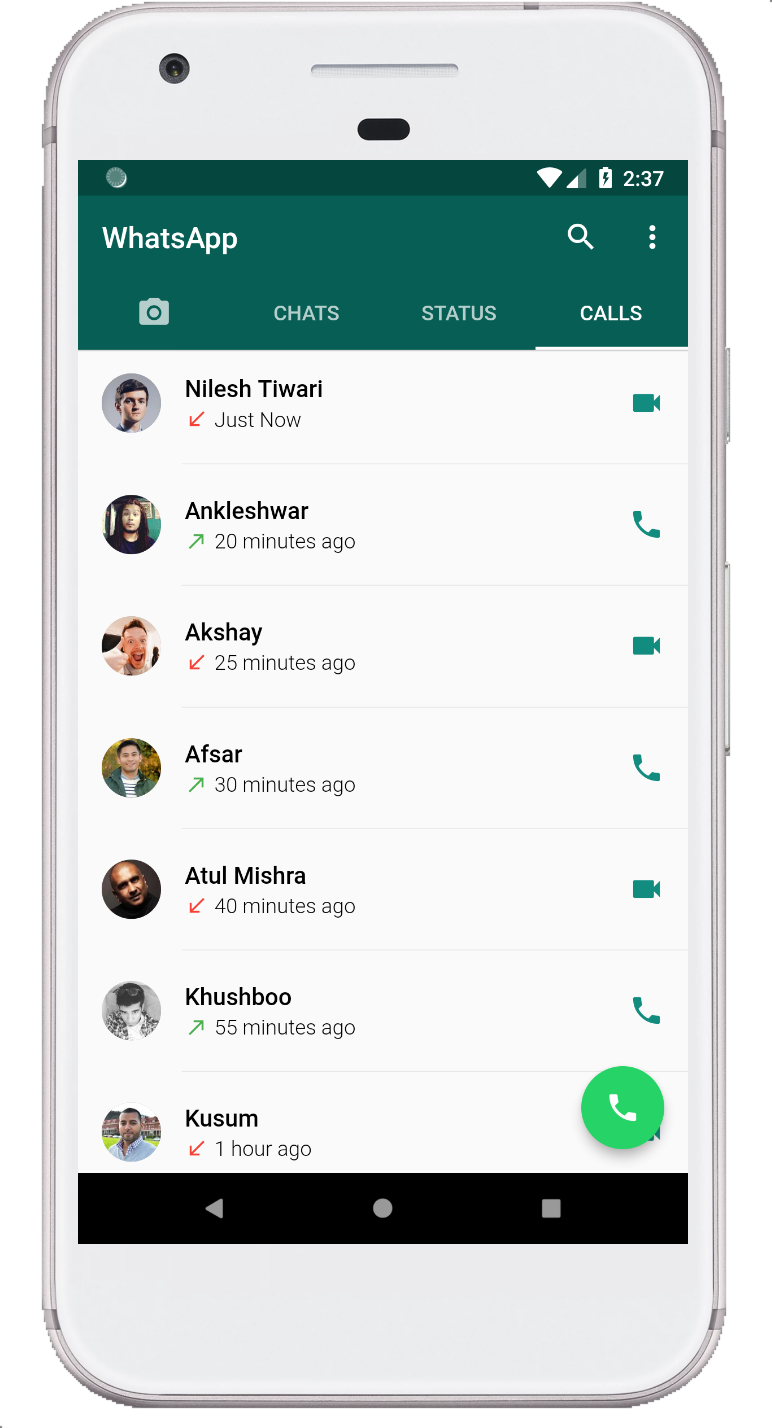 2:37
WhatsApp
CHATS STATUS CALLS
Nilesh Tiwari
Just Now
Ankleshwar
20 minutes ago
Akshay
25 minutes ago
Afsar
30 minutes ago
Atul Mishra
40 minutes ago
Khushboo
55 minutes ago
Kusum
1 hour ago